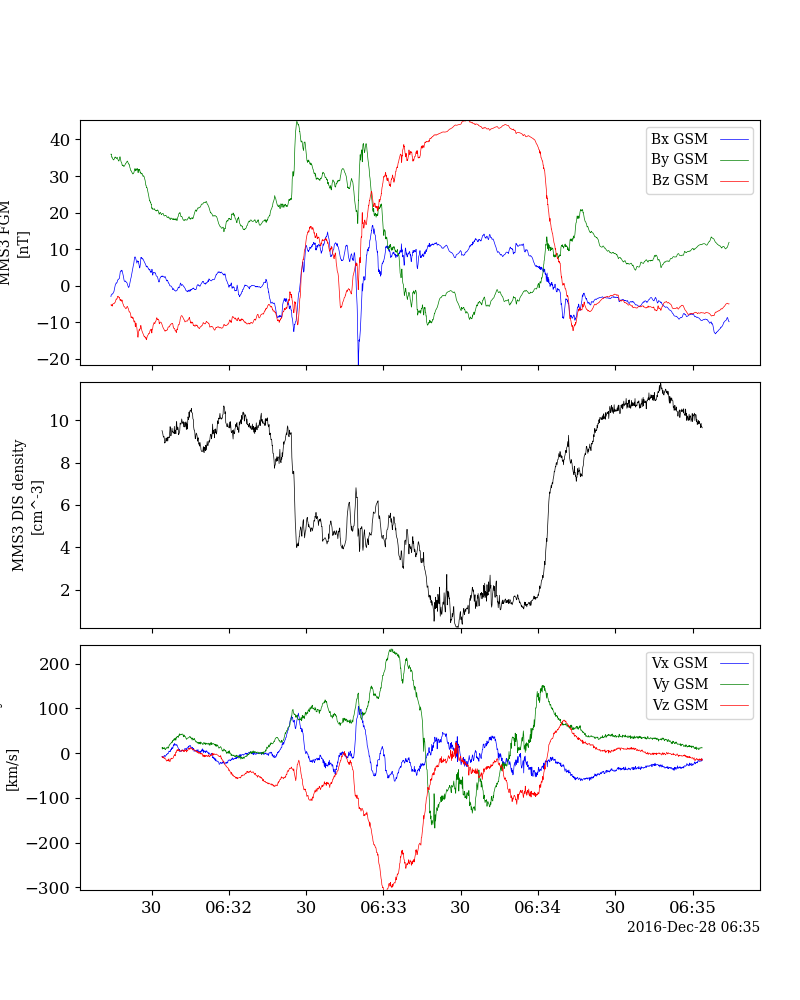 MMS3 FGM
[nT]
40
30
20
10
0
−10
−20
Bx GSM
By GSM
Bz GSM
MMS3 DIS density
[cm^-3]
10
8
6
4
2
[km/s]
200
100
0
−100
−200
−300
Vx GSM
Vy GSM
Vz GSM
30 06:32 30 06:33 30 06:34 30 06:35
2016-Dec-28 06:35